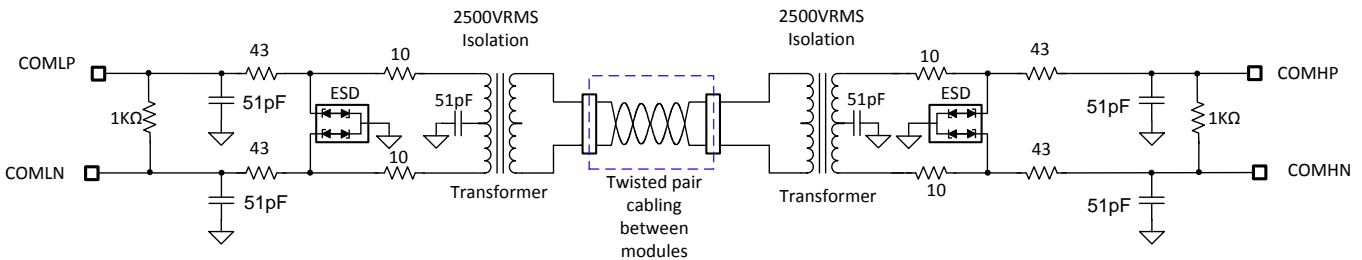 2500VRMS
Isolation
2500VRMS
Isolation
COMLP
43
10
10
43
COMHP
51pF
ESD
51pF
51pF
ESD
51pF
1KΩ
1KΩ
43
10
10
43
COMLN
COMHN
51pF
Transformer
Twisted pair
cabling
between
modules
Transformer
51pF